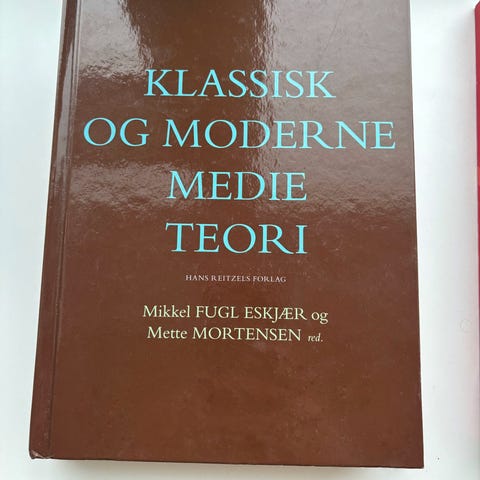 KLASSISK
OG MODERNE
MEDIE
TEORI
HANS REITZELS FORLAG
Mikkel FUGL ESKJÆR og
Mette MORTENSEN red.